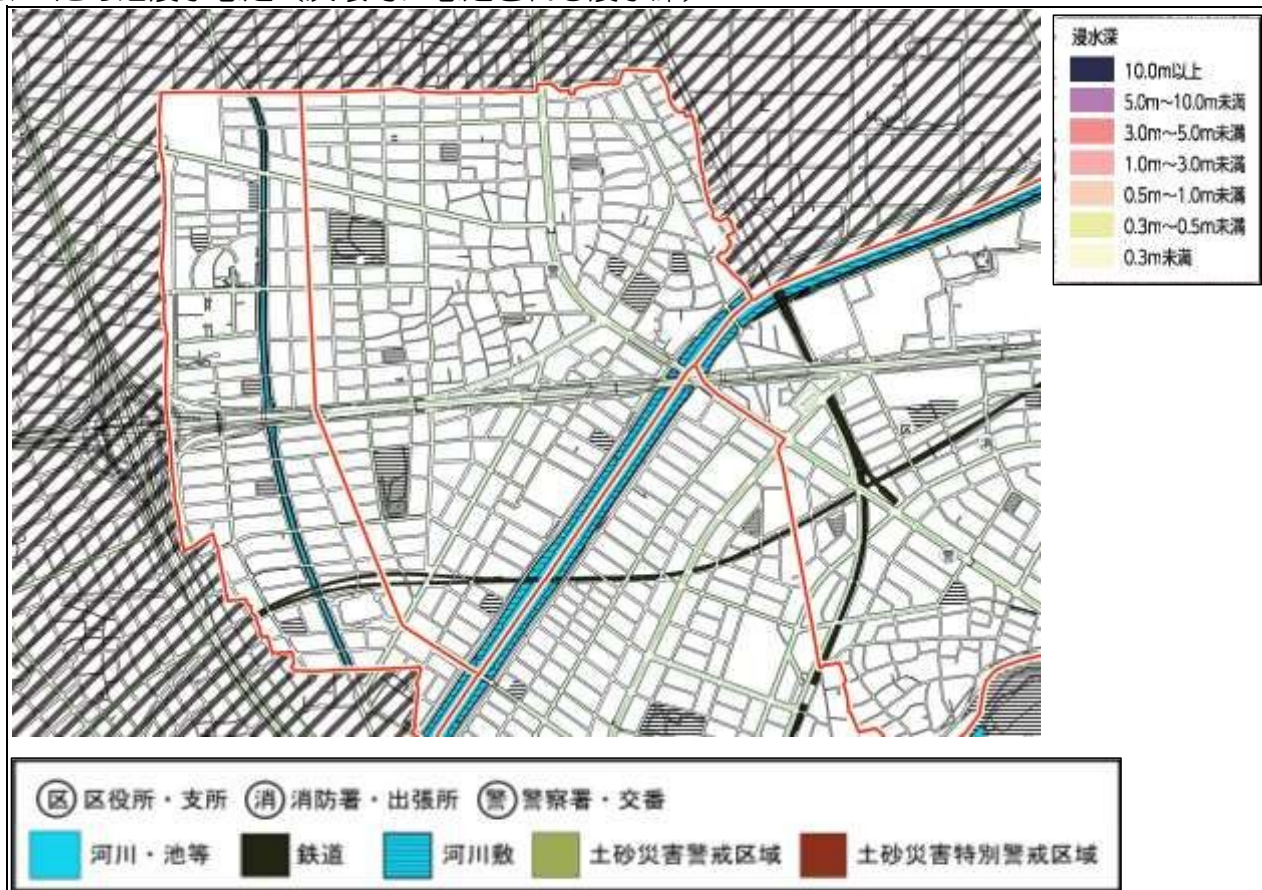 浸水深
10.0m以上
5.0m～10.0m未満
3.0m～5.0m未満
1.0m～3.0m未満
0.5m～1.0m未満
0.3m～0.5m未満
0.3m未満
区
消
警
区 区役所・支所 消 消防署・出張所 警 警察署・交番
河川・池等 鉄道 河川敷 土砂災害警戒区域 土砂災害特別警戒区域